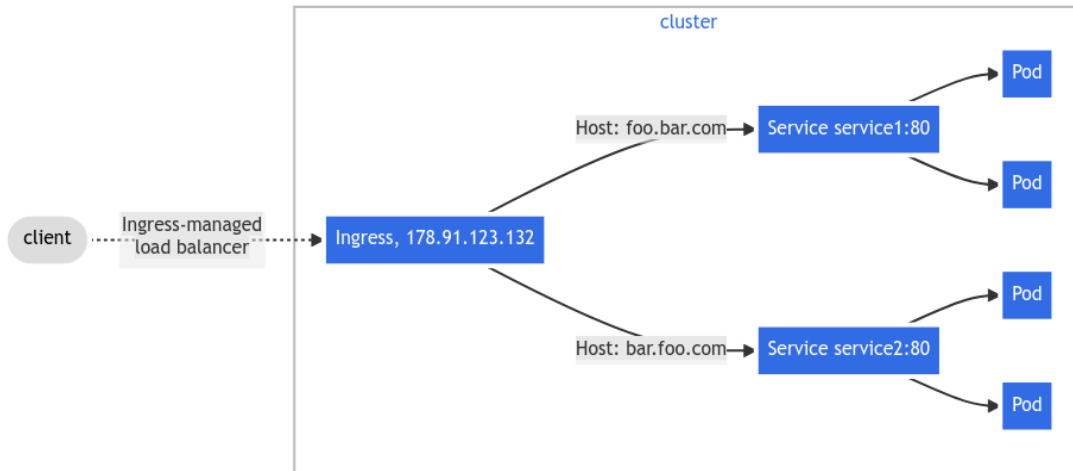 cluster
client
Ingress-managed
load balancer
Ingress, 178.91.123.132
Host: foo.bar.com
Service service1:80
Pod
Pod
Host: bar.foo.com
Service service2:80
Pod
Pod